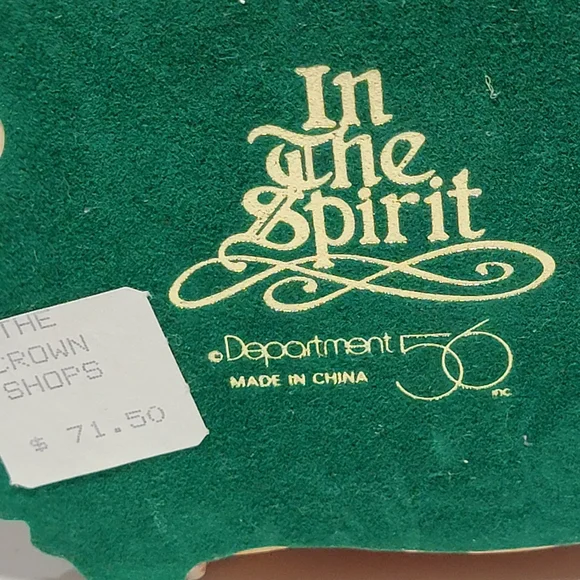 In
The
Spirit
© Department 56
MADE IN CHINA
inc
THE
CROWN
SHOPS
$ 71.50